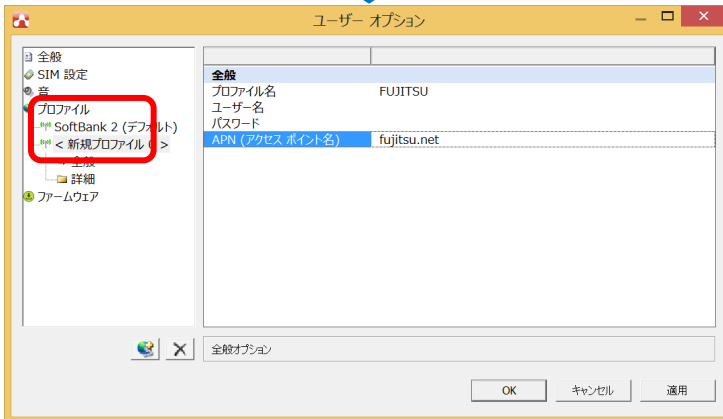 ユーザー オプション
全般
SIM 設定
音
プロファイル
SoftBank 2 (デフォルト)
< 新規プロファイル >
全般
詳細
ファームウェア
全般
プロファイル名 FUJITSU
ユーザー名
パスワード
APN (アクセス ポイント名) fujitsu.net
全般オプション
OK キャンセル 適用